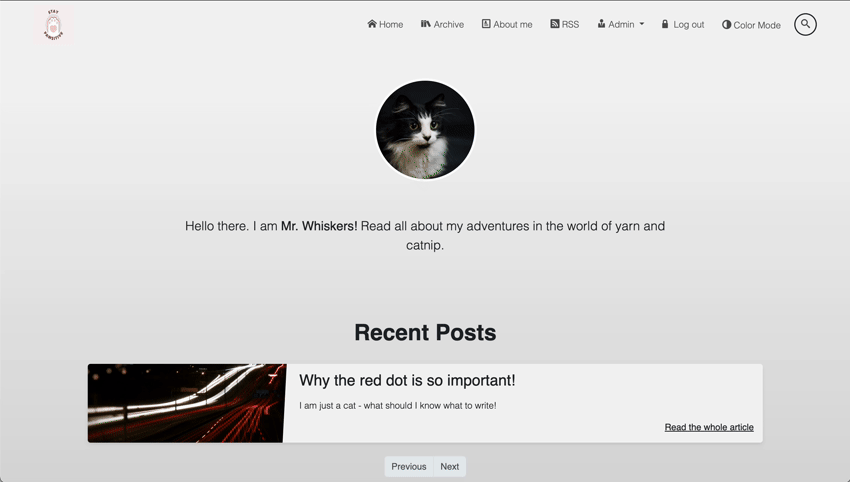 STAY
PAWSITIVE
Home Archive About me RSS Admin Log out Color Mode
Hello there. I am Mr. Whiskers! Read all about my adventures in the world of yarn and
catnip.
Recent Posts
Why the red dot is so important!
I am just a cat - what should I know what to write!
Read the whole article
Previous Next